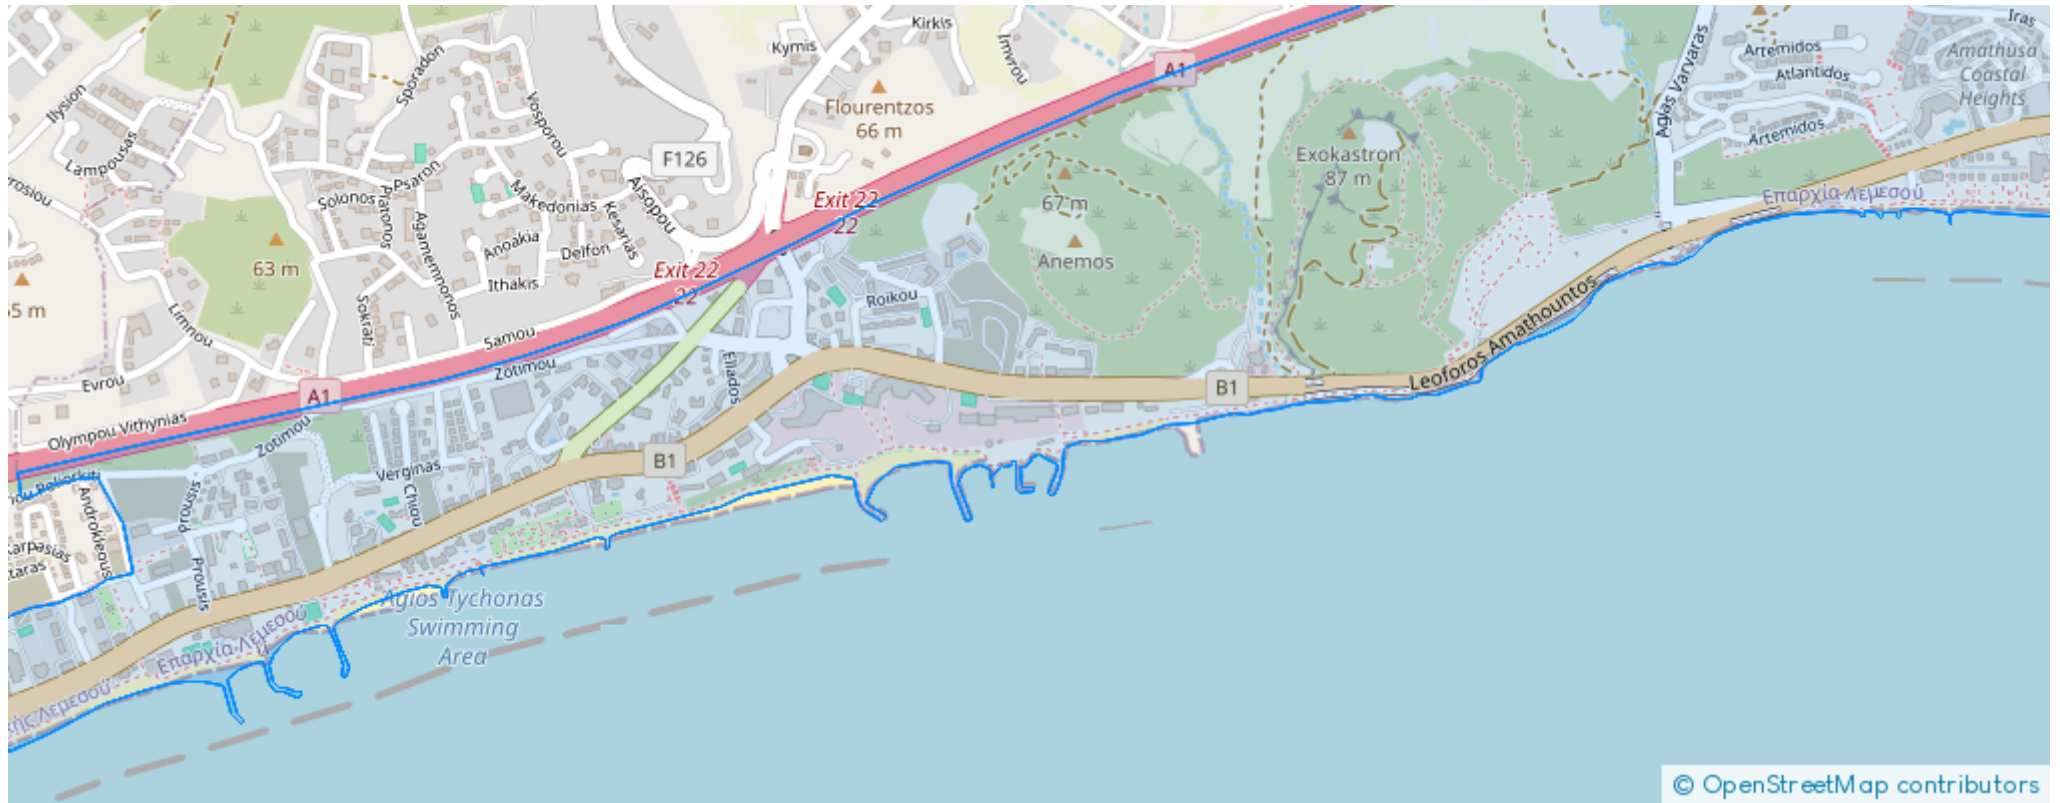 Kirkis
Iras
Kymis
Imvrou
Artemidos
Amathusa
Coastal
Heights
Sporadon
A1
Atlantidos
Ilysion
Vosporou
Flourentzos
66 m
Agias Varvaras
Artemidos
Lampousas
F126
Exokastron
87 m
Psaron
Makedonias
Aisopou
Solonos
Platonos
Kesarias
Exit 22
22
67 m
Επαρχία Λεμεσού
Agamemnonos
Anoakia
Delfon
63 m
Exit 22
22
Anemos
Ithakis
Roikou
Sokrati
Limnou
Samou
Leoforos Amathountos
Zotimou
Ellados
Evrou
A1
B1
Olympou Vithynias
Zotimou
B1
Verginas
Chiou
Androkleous
Prousis
Prousis
Agios Tychonas
Swimming
Area
Επαρχία Λεμεσού
© OpenStreetMap contributors